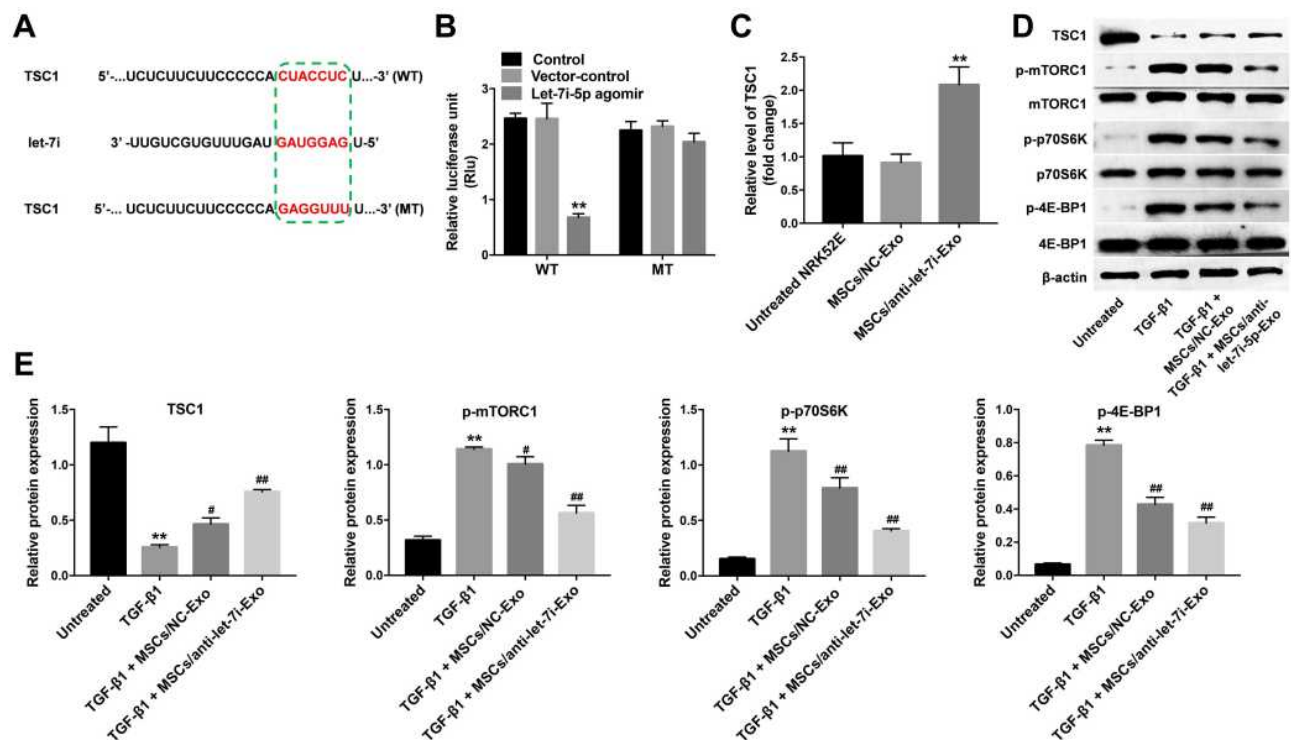 A
TSC1 5'-...UCUCUUCUUCCCCCACUACCUCU...-3' (WT)
let-7i 3' -UUGUCGUGUUUGAU GAUGGAG U-5'
TSC1 5'-... UCUCUUCUUCCCCCA GAGGUUU U...-3' (MT)
B
Control
Vector-control
Let-7i-5p agomir
Relative luciferase unit
(Rlu)
3
2
1
0
**
WT MT
C
Relative level of TSC1
(fold change)
2.5
2.0
1.5
1.0
0.5
0.0
**
Untreated NRK52E
MSCs/NC-Exo
MSCs/anti-let-7i-Exo
D
TSC1
p-mTORC1
mTORC1
p-p70S6K
p70S6K
p-4E-BP1
4E-BP1
β-actin
Untreated
TGF-β1
TGF-β1 +
MSCs/NC-Exo
TGF-β1 + MSCs/anti-
let-7i-5p-Exo
E
TSC1
Relative protein expression
1.5
1.0
0.5
0.0
**
#
##
Untreated
TGF-β1
TGF-β1 + MSCs/NC-Exo
TGF-β1 + MSCs/anti-let-7i-Exo
p-mTORC1
Relative protein expression
1.5
1.0
0.5
0.0
**
#
##
Untreated
TGF-β1
TGF-β1 + MSCs/NC-Exo
TGF-β1 + MSCs/anti-let-7i-Exo
p-p70S6K
Relative protein expression
1.5
1.0
0.5
0.0
**
##
##
Untreated
TGF-β1
TGF-β1 + MSCs/NC-Exo
TGF-β1 + MSCs/anti-let-7i-Exo
p-4E-BP1
Relative protein expression
1.0
0.8
0.6
0.4
0.2
0.0
**
##
##
Untreated
TGF-β1
TGF-β1 + MSCs/NC-Exo
TGF-β1 + MSCs/anti-let-7i-Exo